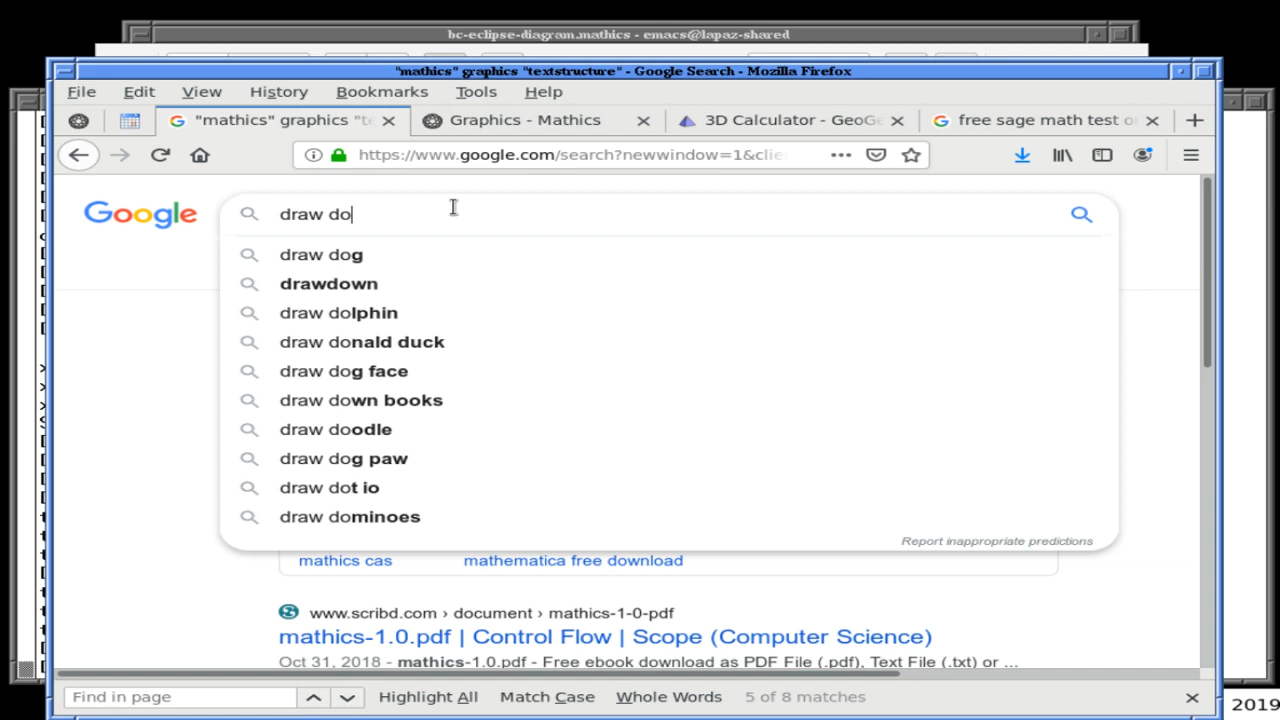 bc-eclipse-diagram.mathics - emacs@lapaz-shared
"mathics" graphics "textstructure" - Google Search - Mozilla Firefox
File Edit View History Bookmarks Tools Help
"mathics" graphics "te Graphics - Mathics 3D Calculator - GeoGe free sage math test or
https://www.google.com/search?newwindow=1&clie
Google draw do
draw dog
drawdown
draw dolphin
draw donald duck
draw dog face
draw down books
draw doodle
draw dog paw
draw dot io
draw dominoes
Report inappropriate predictions
mathics cas mathematica free download
www.scribd.com › document › mathics-1-0-pdf
mathics-1.0.pdf | Control Flow | Scope (Computer Science)
Oct 31, 2018 - mathics-1.0.pdf - Free ebook download as PDF File (.pdf), Text File (.txt) or ...
Find in page Highlight All Match Case Whole Words 5 of 8 matches
2019